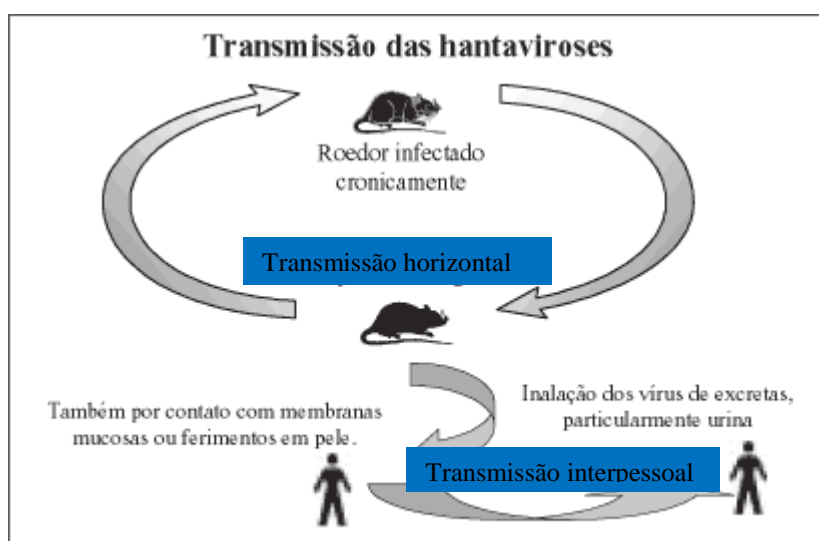 Transmissão das hantaviroses
Roedor infectado
cronicamente
Transmissão horizontal
Também por contato com membranas
mucosas ou ferimentos em pele.
Inalação dos vírus de excretas,
particularmente urina
Transmissão interpessoal